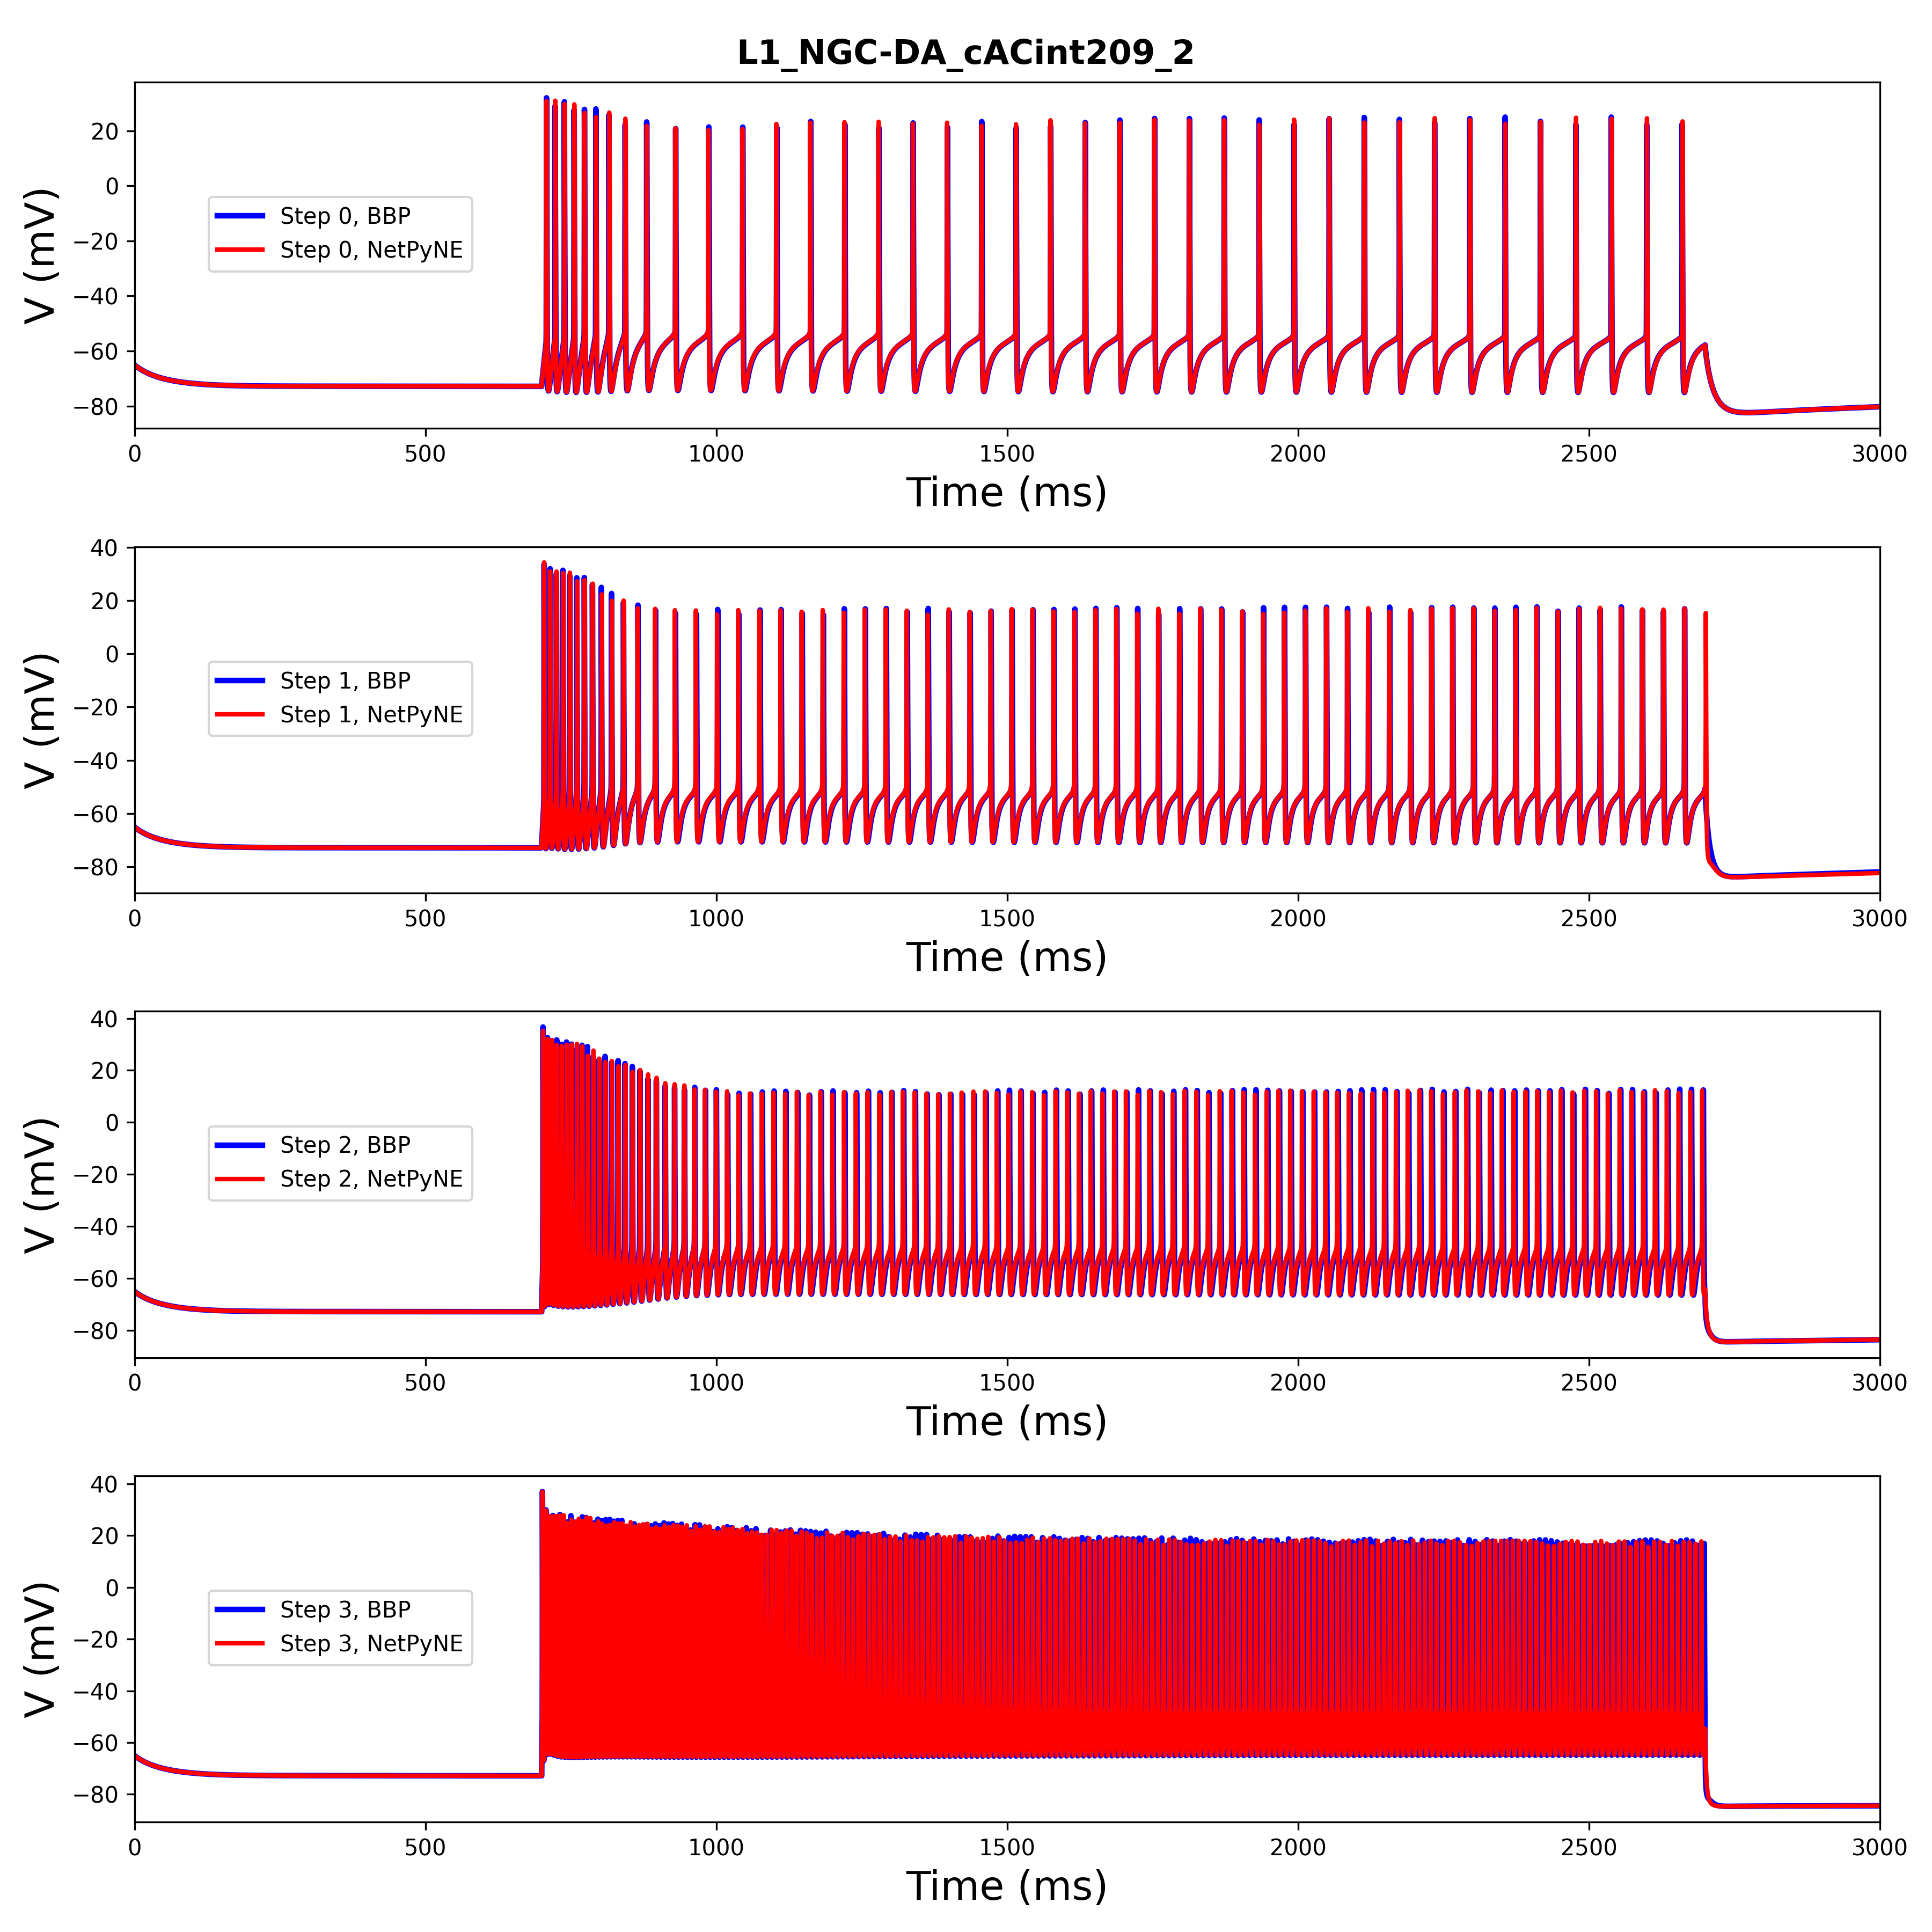 L1_NGC-DA_cACint209_2
20
0
−20
−40
−60
−80
V (mV)
Step 0, BBP
Step 0, NetPyNE
0 500 1000 1500 2000 2500 3000
Time (ms)
40
20
0
−20
−40
−60
−80
V (mV)
Step 1, BBP
Step 1, NetPyNE
0 500 1000 1500 2000 2500 3000
Time (ms)
40
20
0
−20
−40
−60
−80
V (mV)
Step 2, BBP
Step 2, NetPyNE
0 500 1000 1500 2000 2500 3000
Time (ms)
40
20
0
−20
−40
−60
−80
V (mV)
Step 3, BBP
Step 3, NetPyNE
0 500 1000 1500 2000 2500 3000
Time (ms)